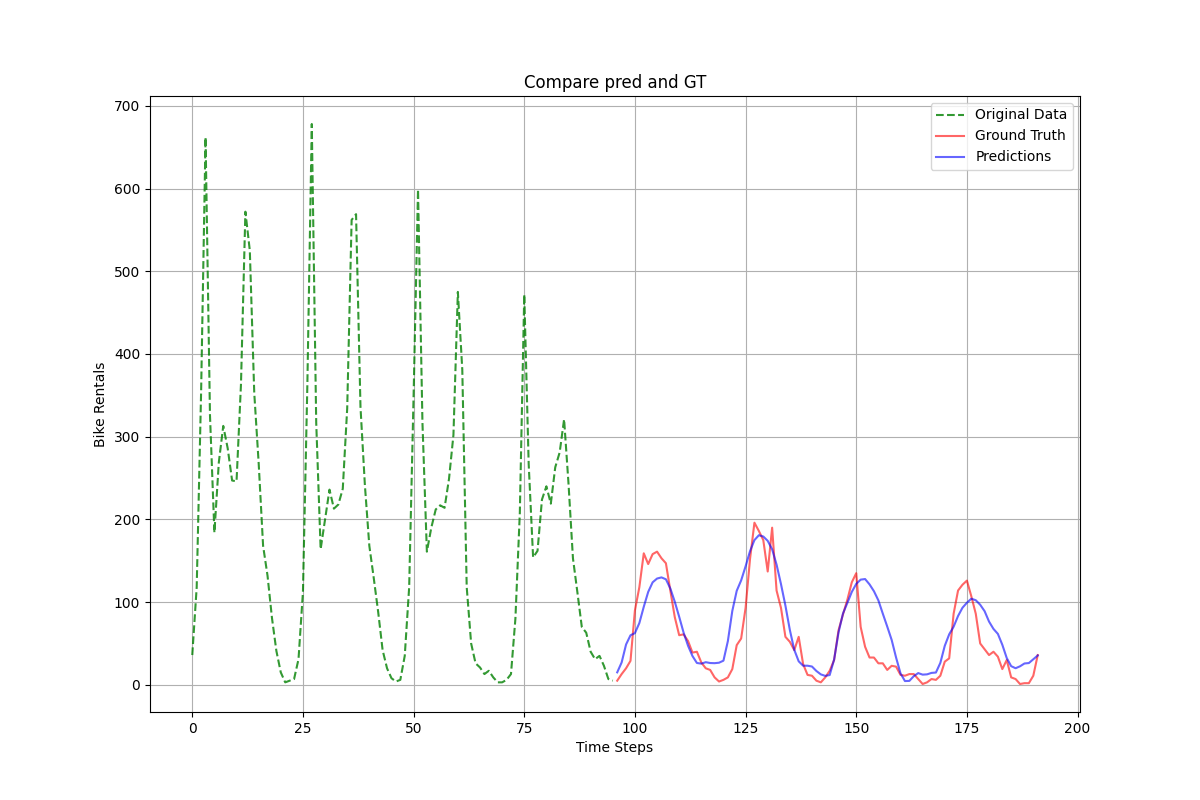 Compare pred and GT
Original Data
Ground Truth
Predictions
Bike Rentals
700
600
500
400
300
200
100
0
0 25 50 75 100 125 150 175 200
Time Steps